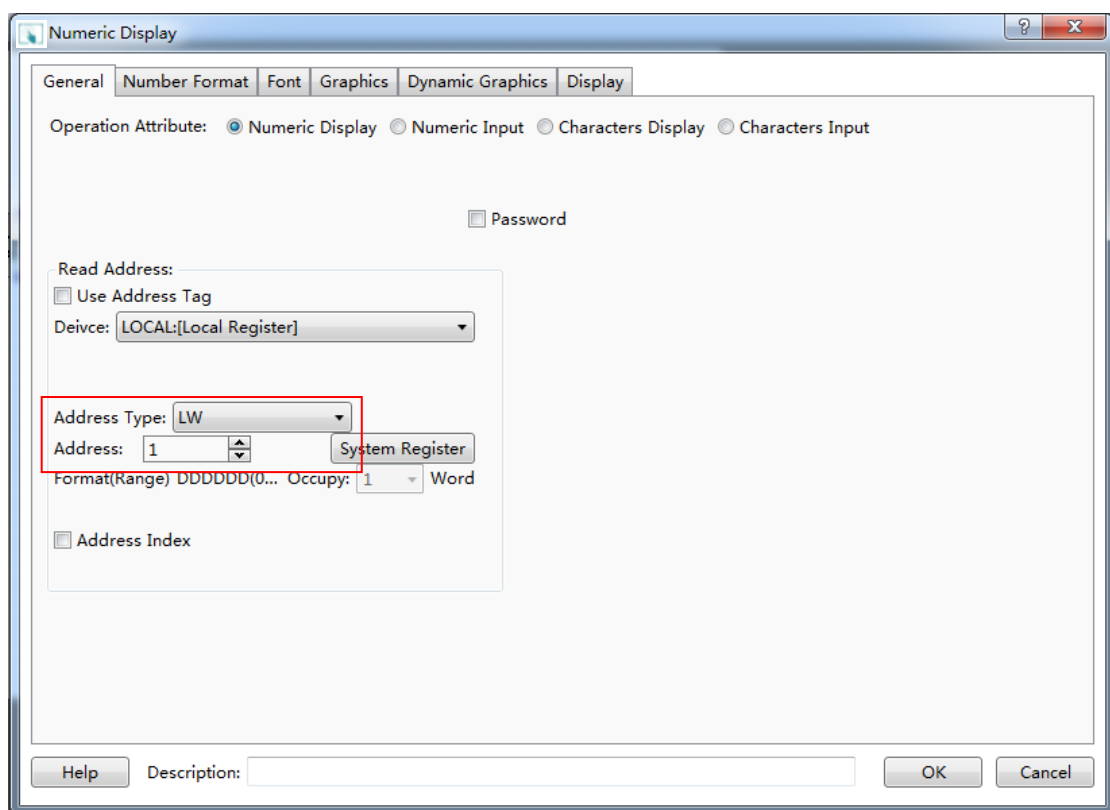 Numeric Display
General Number Format Font Graphics Dynamic Graphics Display
Operation Attribute: Numeric Display Numeric Input Characters Display Characters Input
Password
Read Address:
Use Address Tag
Deivce: LOCAL:[Local Register]
Address Type: LW
Address: 1 System Register
Format(Range) DDDDDD(0... Occupy: 1 Word
Address Index
Help Description: OK Cancel